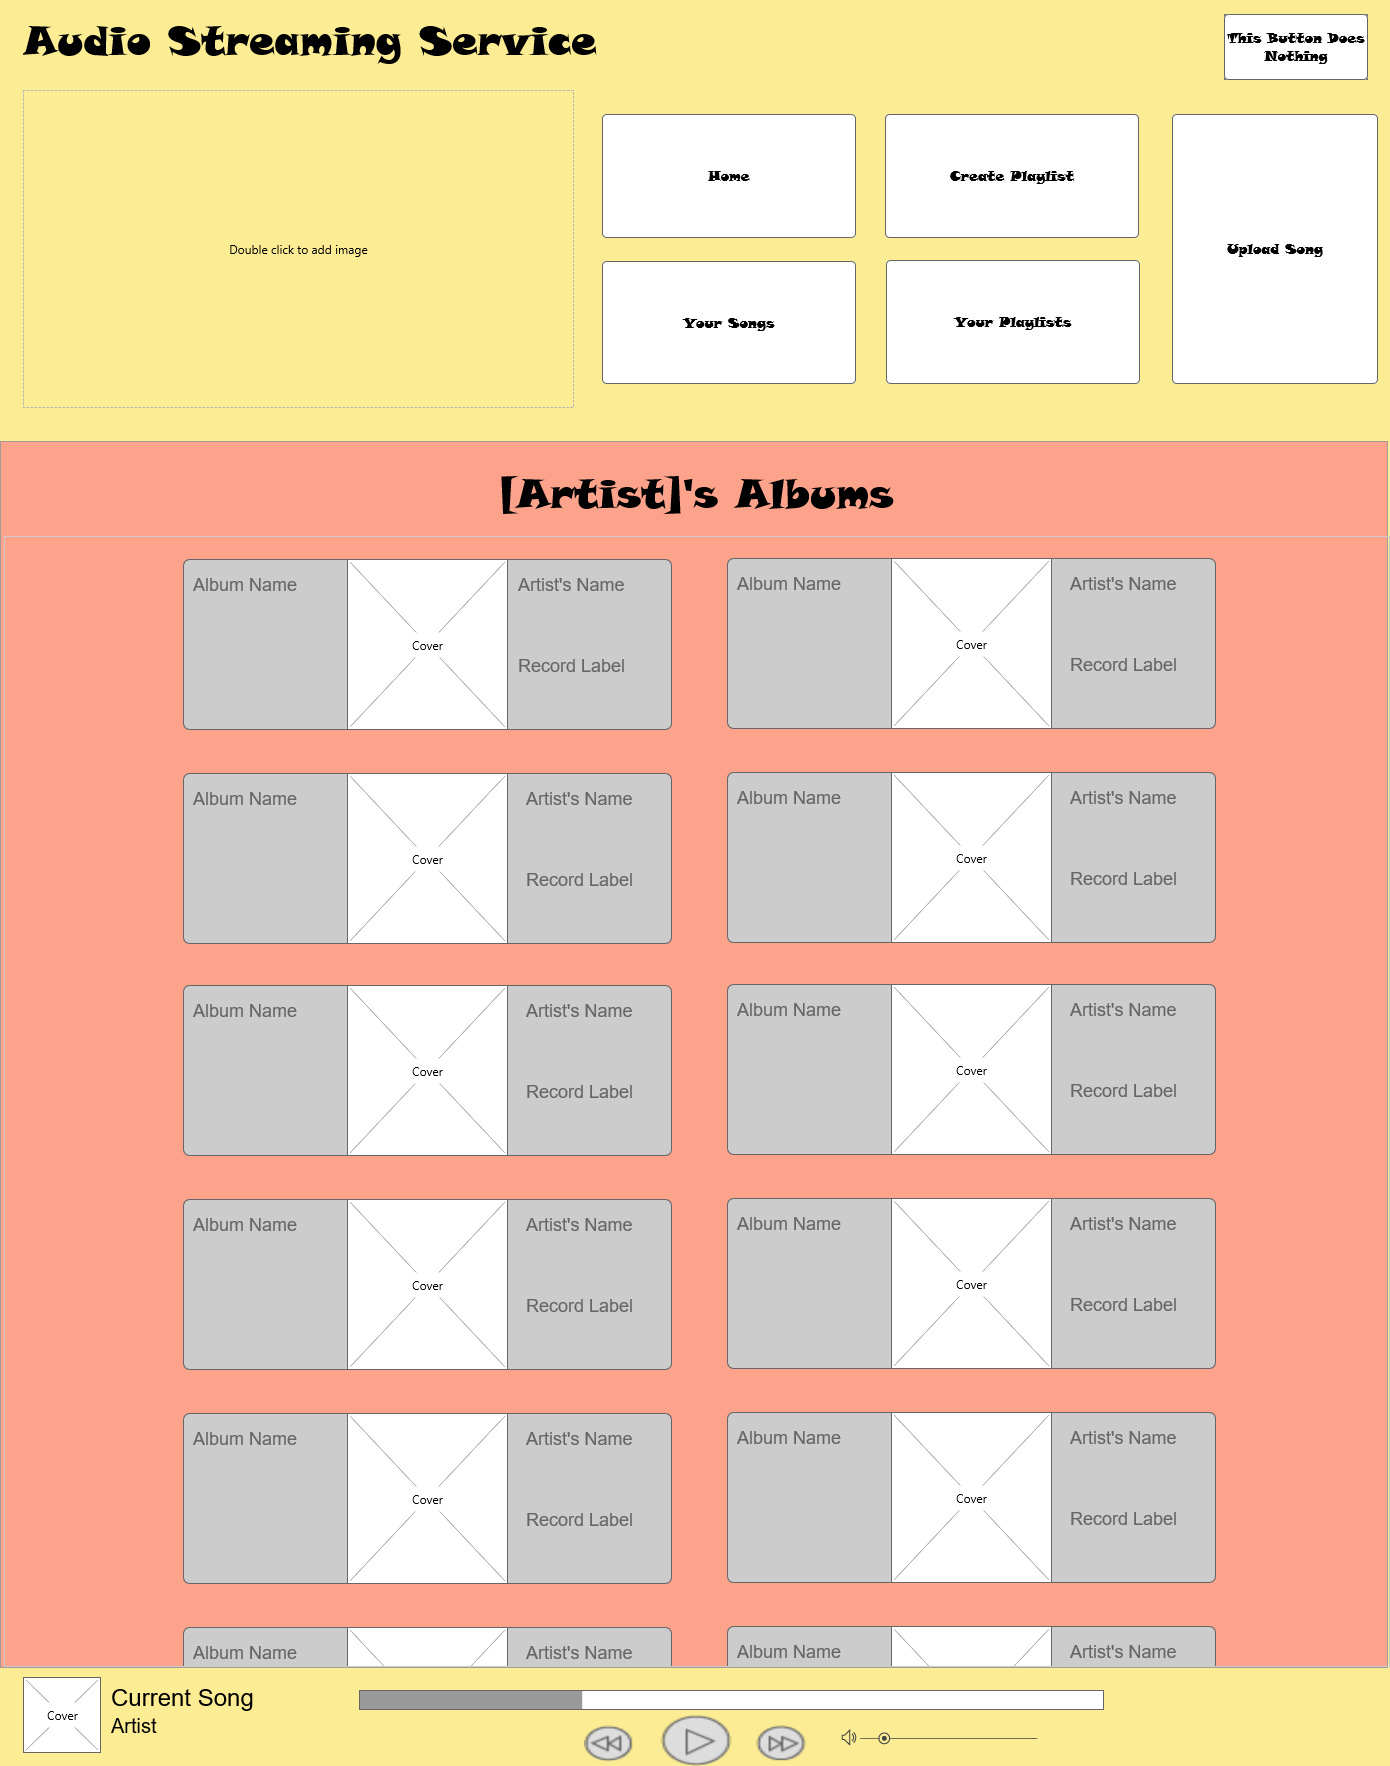 Audio Streaming Service
This Button Does
Nothing
Double click to add image
Home
Create Playlist
Upload Song
Your Songs
Your Playlists
[Artist]'s Albums
Album Name
Cover
Artist's Name
Record Label
Album Name
Cover
Artist's Name
Record Label
Album Name
Cover
Artist's Name
Record Label
Album Name
Cover
Artist's Name
Record Label
Album Name
Cover
Artist's Name
Record Label
Album Name
Cover
Artist's Name
Record Label
Album Name
Cover
Artist's Name
Record Label
Album Name
Cover
Artist's Name
Record Label
Album Name
Cover
Artist's Name
Record Label
Album Name
Cover
Artist's Name
Record Label
Album Name
Artist's Name
Album Name
Artist's Name
Cover
Current Song
Artist